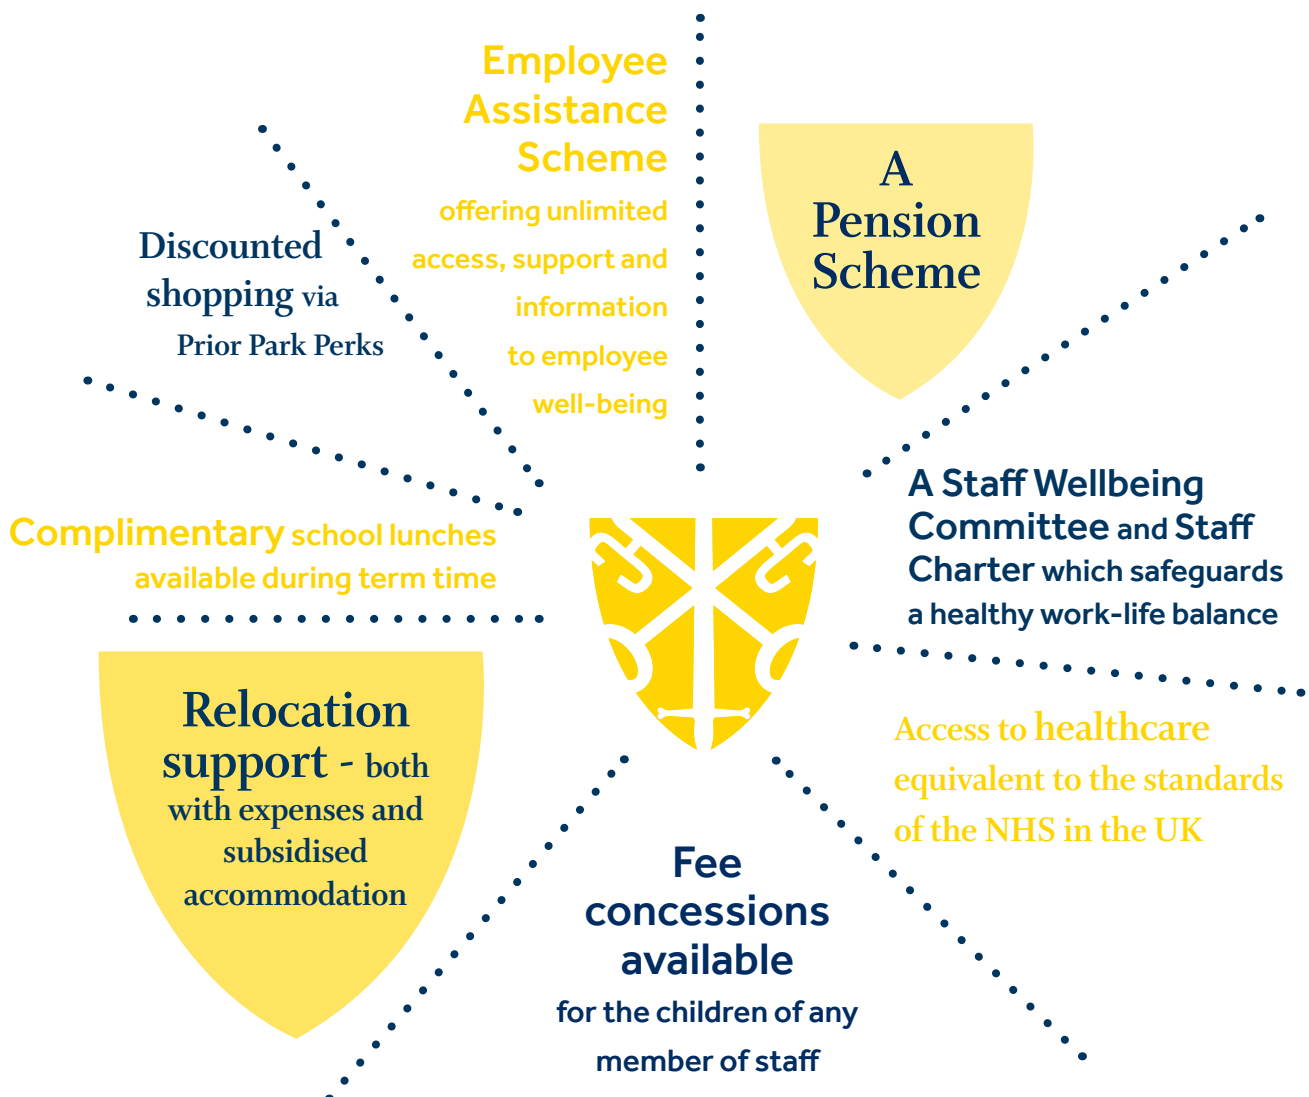 Employee
Assistance
Scheme
offering unlimited
access, support and
information
to employee
well-being
A
Pension
Scheme
Discounted
shopping via
Prior Park Perks
A Staff Wellbeing
Committee and Staff
Charter which safeguards
a healthy work-life balance
Complimentary school lunches
available during term time
Relocation
support - both
with expenses and
subsidised
accommodation
Access to healthcare
equivalent to the standards
of the NHS in the UK
Fee
concessions
available
for the children of any
member of staff